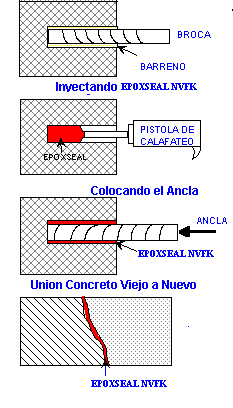 BROCA
BARRENO
Inyectando EPOXSEAL NVFK
PISTOLA DE
CALAFATEO
EPOXSEAL
Colocando el Ancla
ANCLA
EPOXSEAL NVFK
Union Concreto Viejo a Nuevo
EPOXSEAL NVFK